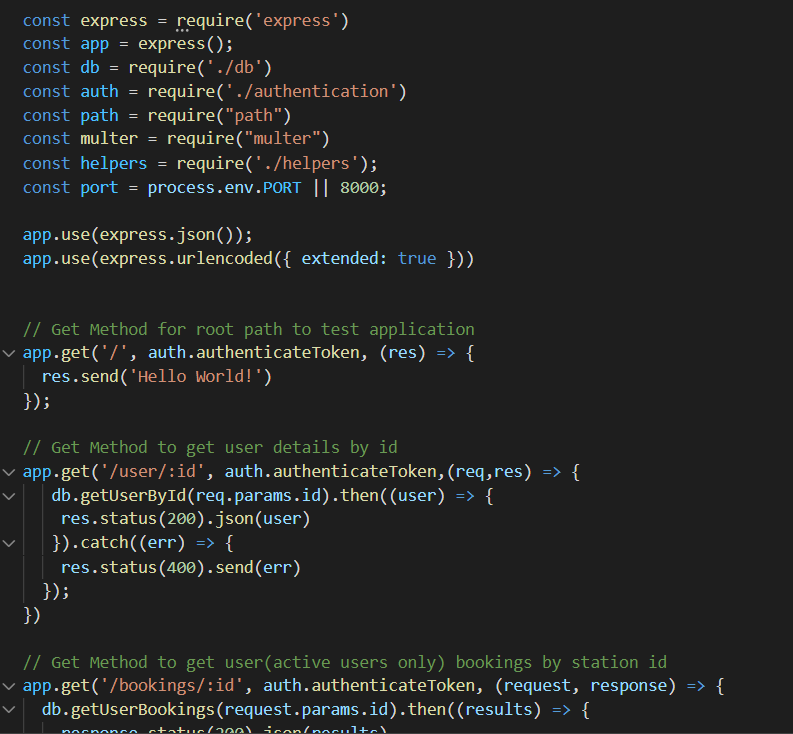 const express = require('express')
const app = express();
const db = require('./db')
const auth = require('./authentication')
const path = require("path")
const multer = require("multer")
const helpers = require('./helpers');
const port = process.env.PORT || 8000;
app.use(express.json());
app.use(express.urlencoded({ extended: true }))
// Get Method for root path to test application
app.get('/', auth.authenticateToken, (res) => {
res.send('Hello World!')
});
// Get Method to get user details by id
app.get('/user/:id', auth.authenticateToken,(req,res) => {
db.getUserById(req.params.id).then((user) => {
res.status(200).json(user)
}).catch((err) => {
res.status(400).send(err)
});
})
// Get Method to get user(active users only) bookings by station id
app.get('/bookings/:id', auth.authenticateToken, (request, response) => {
db.getUserBookings(request.params.id).then((results) => {
response.status(200).json(results)